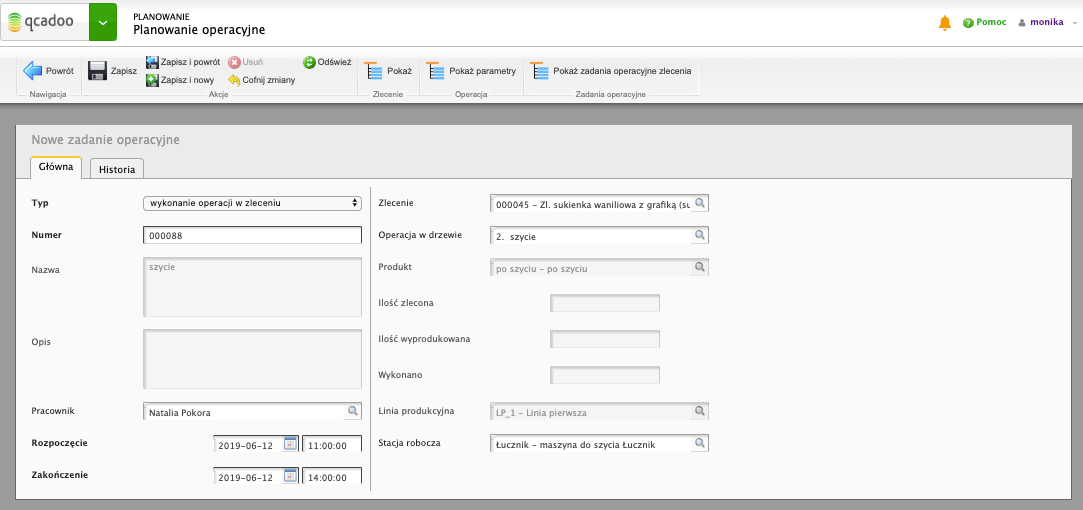 qcadoo
PLANOWANIE
Planowanie operacyjne
Pomoc
monika
Powrót
Zapisz
Zapisz i powrót
Zapisz i nowy
Usuń
Cofnij zmiany
Odśwież
Pokaż
Pokaż parametry
Pokaż zadania operacyjne zlecenia
Nawigacja
Akcje
Zlecenie
Operacja
Zadania operacyjne
Nowe zadanie operacyjne
Główna
Historia
Typ
wykonanie operacji w zleceniu
Numer
000088
Nazwa
szycie
Opis
Pracownik
Natalia Pokora
Rozpoczęcie
2019-06-12
11:00:00
Zakończenie
2019-06-12
14:00:00
Zlecenie
000045 - Zl. sukienka waniliowa z grafiką (su
Operacja w drzewie
2. szycie
Produkt
po szyciu - po szyciu
Ilość zlecona
Ilość wyprodukowana
Wykonano
Linia produkcyjna
LP_1 - Linia pierwsza
Stacja robocza
Łucznik - maszyna do szycia Łucznik